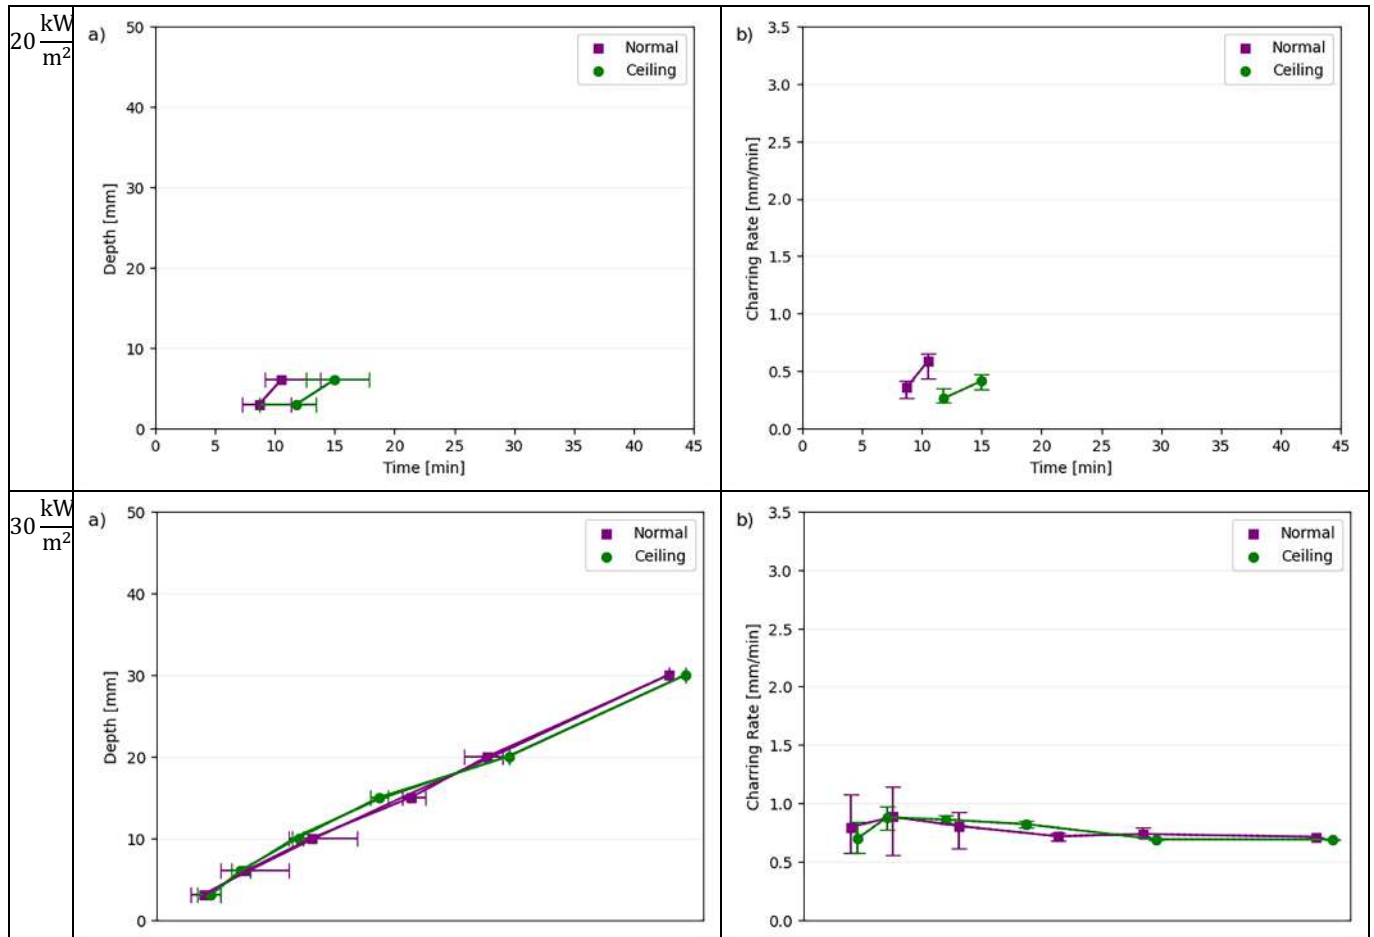 20 kW/m²
a)
Normal
Ceiling
50
40
30
20
10
0
Depth [mm]
0 5 10 15 20 25 30 35 40 45
Time [min]
b)
Normal
Ceiling
3.5
3.0
2.5
2.0
1.5
1.0
0.5
0.0
Charring Rate [mm/min]
0 5 10 15 20 25 30 35 40 45
Time [min]
30 kW/m²
a)
Normal
Ceiling
50
40
30
20
10
0
Depth [mm]
b)
Normal
Ceiling
3.5
3.0
2.5
2.0
1.5
1.0
0.5
0.0
Charring Rate [mm/min]